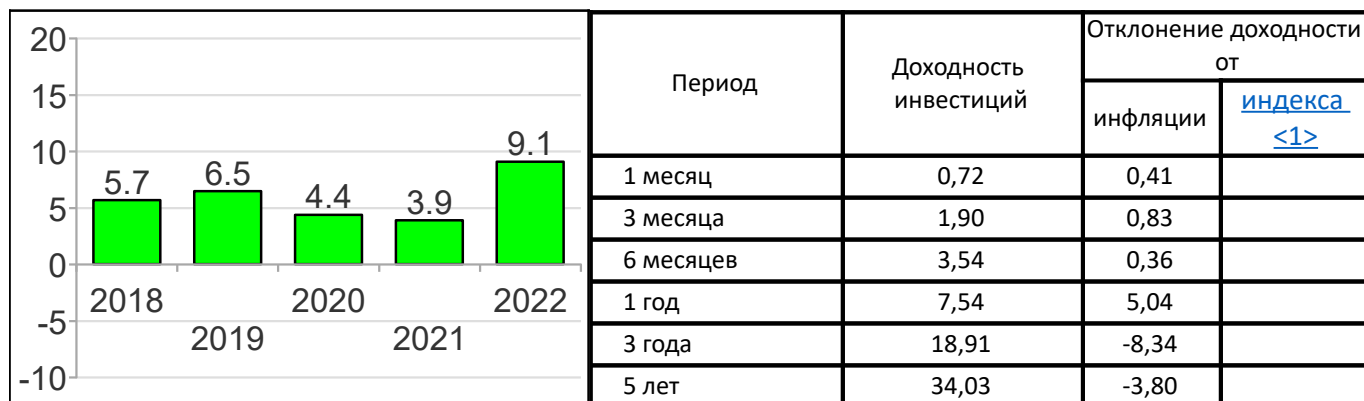 20
15
10
5
0
-5
-10
5.7
6.5
4.4
3.9
9.1
2018
2019
2020
2021
2022
Период
Доходность
инвестиций
Отклонение доходности
от
инфляции
индекса
<1>
1 месяц 0,72 0,41
3 месяца 1,90 0,83
6 месяцев 3,54 0,36
1 год 7,54 5,04
3 года 18,91 -8,34
5 лет 34,03 -3,80